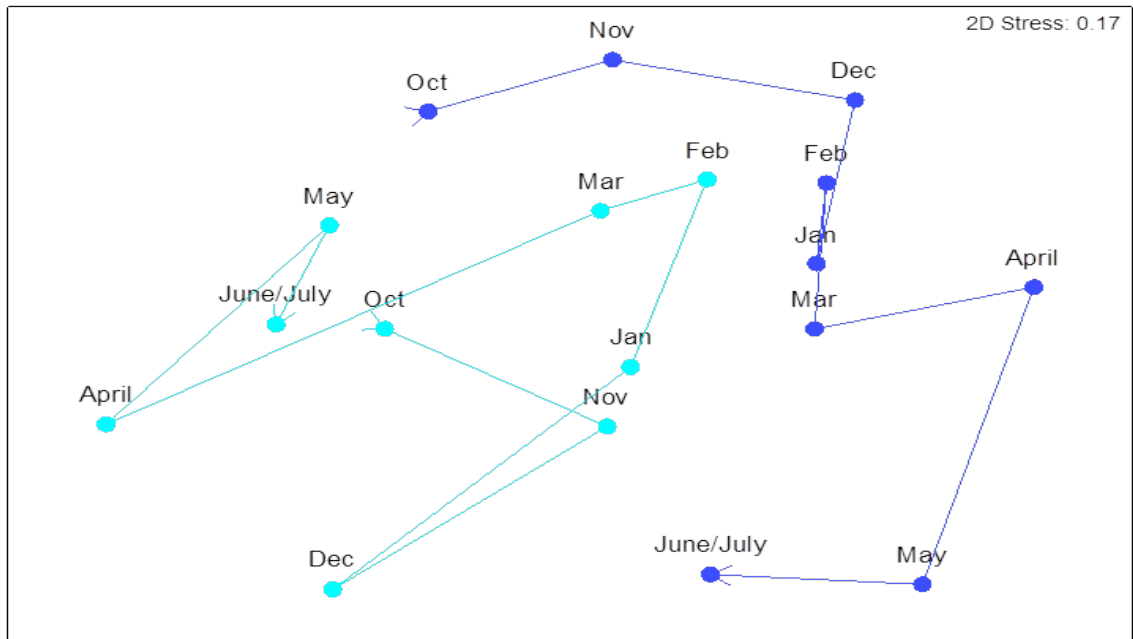 2D Stress: 0.17
Nov
Dec
Oct
Feb
Feb
Mar
May
Jan
April
June/July
Oct
Mar
Jan
April
Nov
June/July
May
Dec